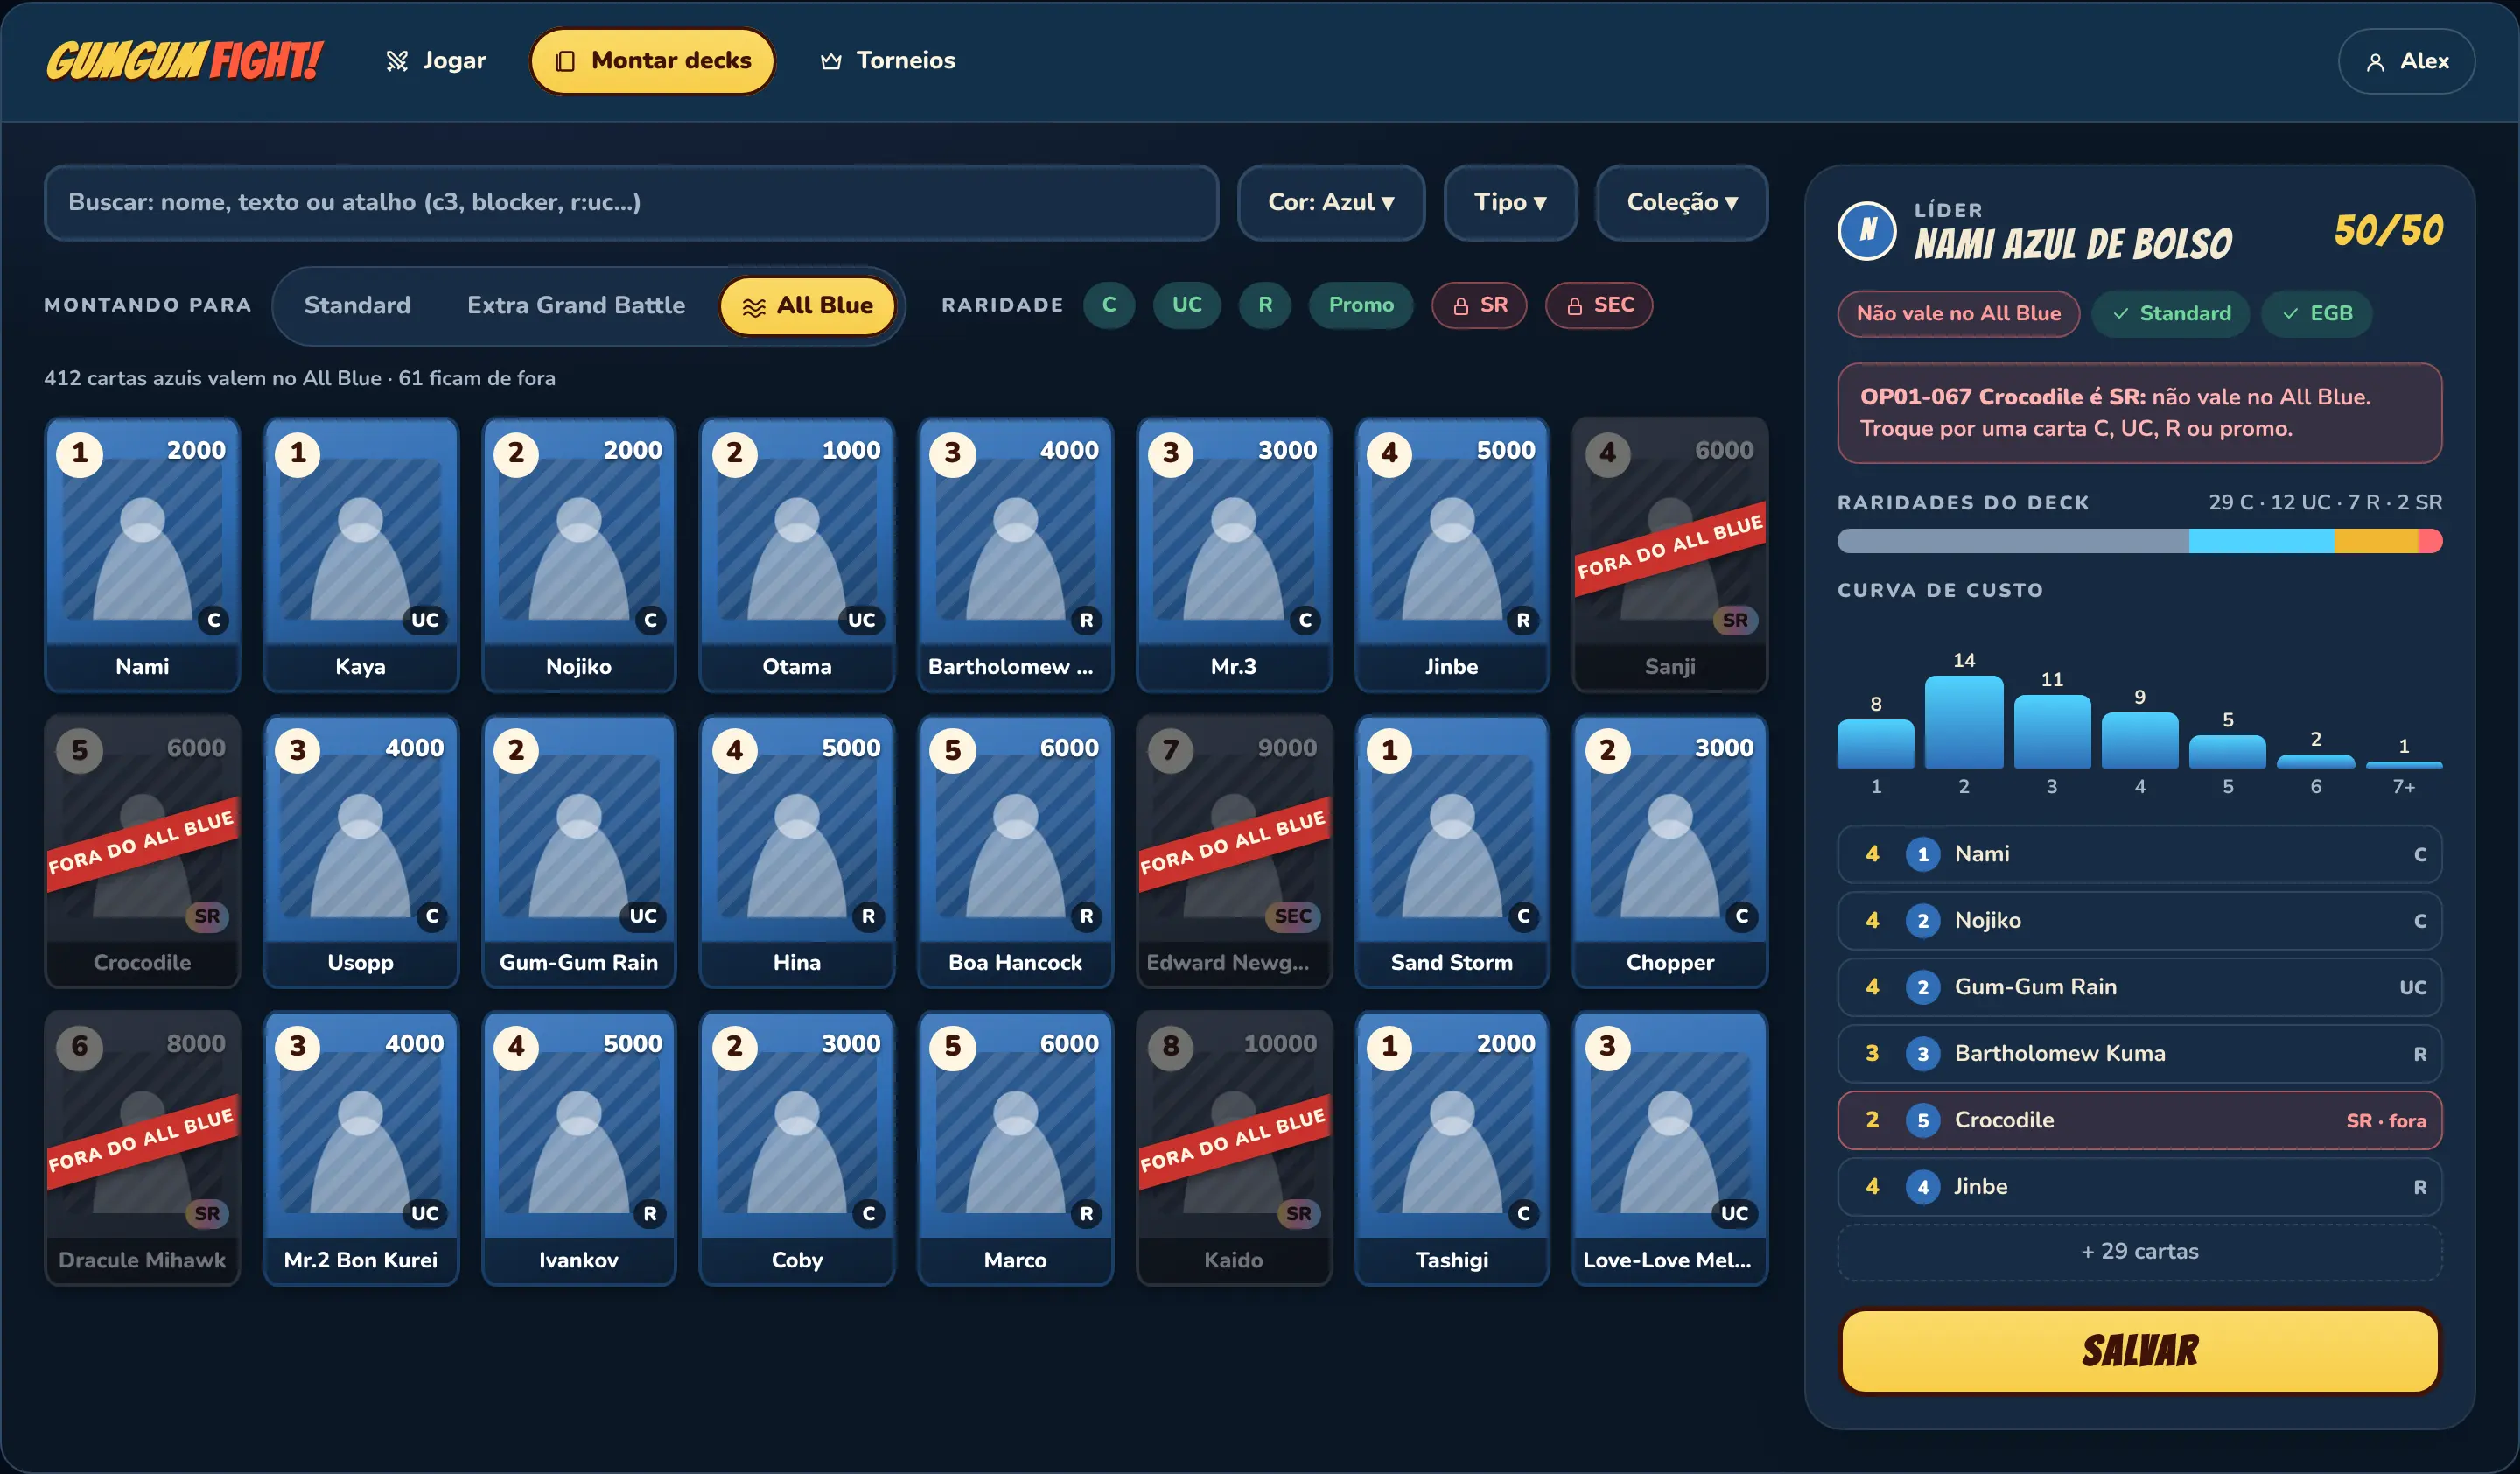 GUMGUM FIGHT!
Jogar
Montar decks
Torneios
Alex
Buscar: nome, texto ou atalho (c3, blocker, r:uc...)
Cor: Azul ▾
Tipo ▾
Coleção ▾
MONTANDO PARA
Standard
Extra Grand Battle
All Blue
RARIDADE
C
UC
R
Promo
SR
SEC
412 cartas azuis valem no All Blue · 61 ficam de fora
1 2000
C
Nami
1
UC
Kaya
2 2000
C
Nojiko
2 1000
UC
Otama
3 4000
R
Bartholomew ...
3 3000
C
Mr.3
4 5000
R
Jinbe
4 6000
FORA DO ALL BLUE
SR
Sanji
5 6000
FORA DO ALL BLUE
SR
Crocodile
3 4000
C
Usopp
2
UC
Gum-Gum Rain
4 5000
R
Hina
5 6000
R
Boa Hancock
7 9000
FORA DO ALL BLUE
SEC
Edward Newg...
1
C
Sand Storm
2 3000
C
Chopper
6 8000
FORA DO ALL BLUE
SR
Dracule Mihawk
3 4000
UC
Mr.2 Bon Kurei
4 5000
R
Ivankov
2 3000
C
Coby
5 6000
R
Marco
8 10000
FORA DO ALL BLUE
SR
Kaido
1 2000
C
Tashigi
3
UC
Love-Love Mel...
N
LÍDER
NAMI AZUL DE BOLSO
50/50
Não vale no All Blue
Standard
EGB
OP01-067 Crocodile é SR: não vale no All Blue.
Troque por uma carta C, UC, R ou promo.
RARIDADES DO DECK
29 C · 12 UC · 7 R · 2 SR
CURVA DE CUSTO
8 14 11 9 5 2 1
1 2 3 4 5 6 7+
4 1 Nami C
4 2 Nojiko C
4 2 Gum-Gum Rain UC
3 3 Bartholomew Kuma R
2 5 Crocodile SR · fora
4 4 Jinbe R
+ 29 cartas
SALVAR